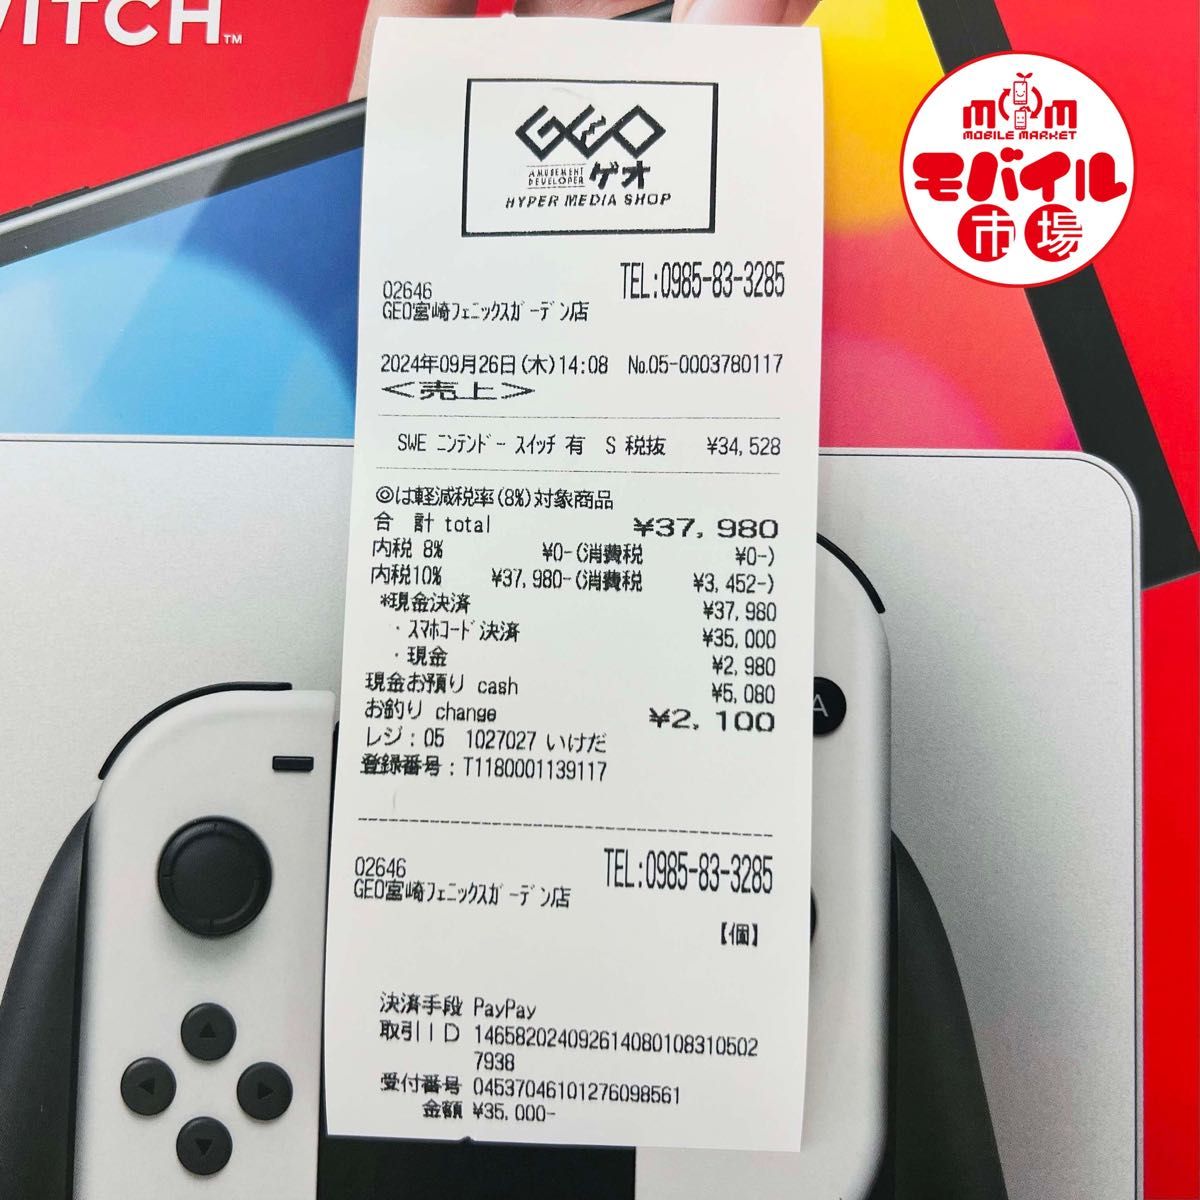 WITCH™
GEO
AMUSEMENT
DEVELOPER ゲオ
HYPER MEDIA SHOP
mm
MOBILE MARKET
モバイル
市場
02646 TEL:0985-83-3285
GEO宮崎フェニックスガーデン店
2024年09月26日(木)14:08 No.05-0003780117
<売上>
SWE ニンテンドー スイッチ 有 S 税抜 ¥34,528
◎は軽減税率(8%)対象商品
合 計 total ¥37,980
内税 8% ¥0-(消費税 ¥0-)
内税10% ¥37,980-(消費税 ¥3,452-)
*現金決済 ¥37,980
・スマホコード決済 ¥35,000
・現金 ¥2,980
現金お預り cash ¥5,080
お釣り change ¥2,100
レジ:05 1027027 いけだ
登録番号:T1180001139117
02646 TEL:0985-83-3285
GEO宮崎フェニックスガーデン店
【個】
決済手段 PayPay
取引ID 14658202409261408010831050​2
7938
受付番号 04537046101276098561
金額 ¥35,000-
A